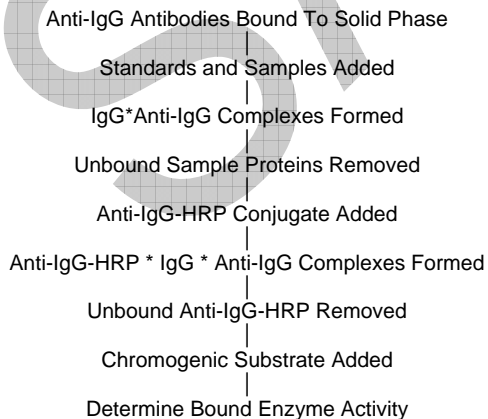 Anti-IgG Antibodies Bound To Solid Phase
Standards and Samples Added
IgG*Anti-IgG Complexes Formed
Unbound Sample Proteins Removed
Anti-IgG-HRP Conjugate Added
Anti-IgG-HRP * IgG * Anti-IgG Complexes Formed
Unbound Anti-IgG-HRP Removed
Chromogenic Substrate Added
Determine Bound Enzyme Activity